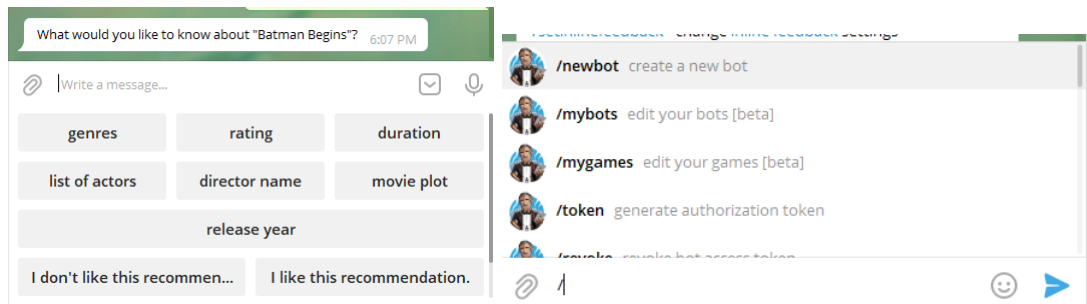 What would you like to know about "Batman Begins"? 6:07 PM
Write a message...
genres rating duration
list of actors director name movie plot
release year
I don't like this recommen... I like this recommendation.
/setinlinefeedback - change inline feedback settings
/newbot create a new bot
/mybots edit your bots [beta]
/mygames edit your games [beta]
/token generate authorization token
/revoke revoke bot access token
/